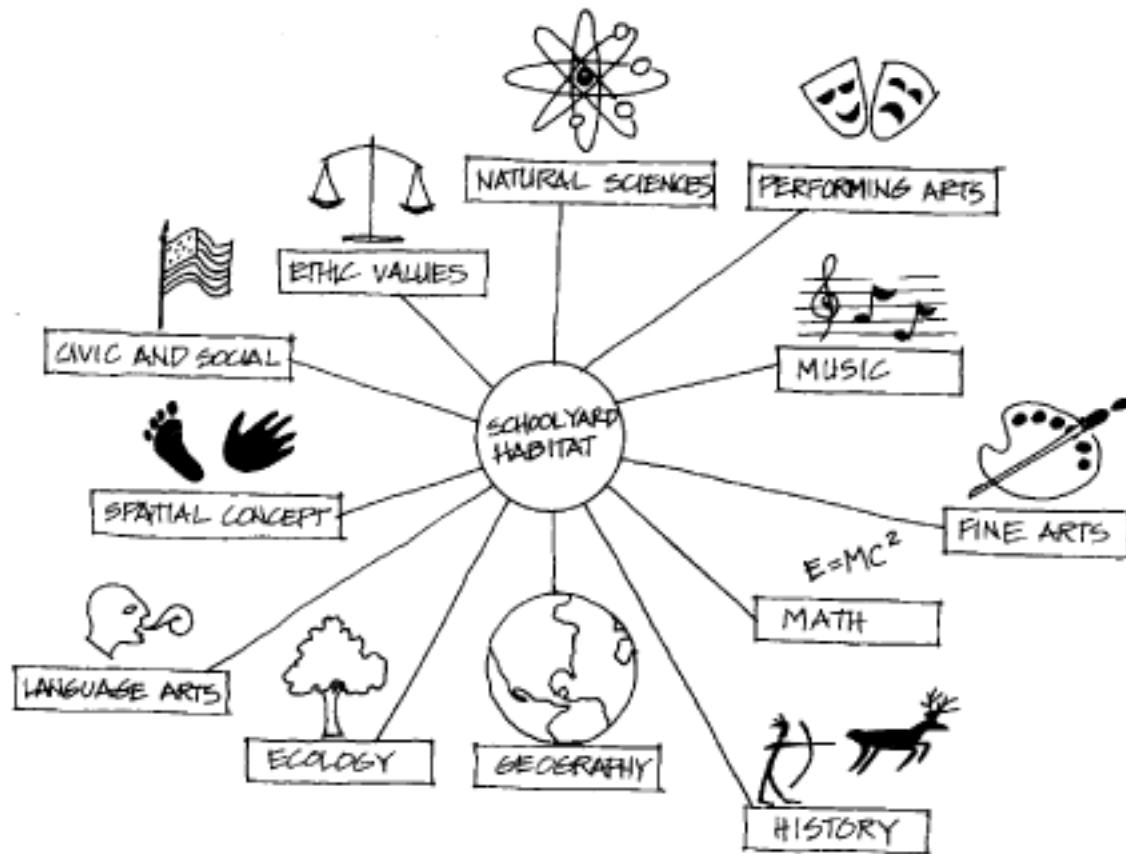 NATURAL SCIENCES
PERFORMING ARTS
ETHIC VALUES
CIVIC AND SOCIAL
MUSIC
SCHOOLYARD
HABITAT
SPATIAL CONCEPT
FINE ARTS
E=MC²
MATH
LANGUAGE ARTS
ECOLOGY
GEOGRAPHY
HISTORY